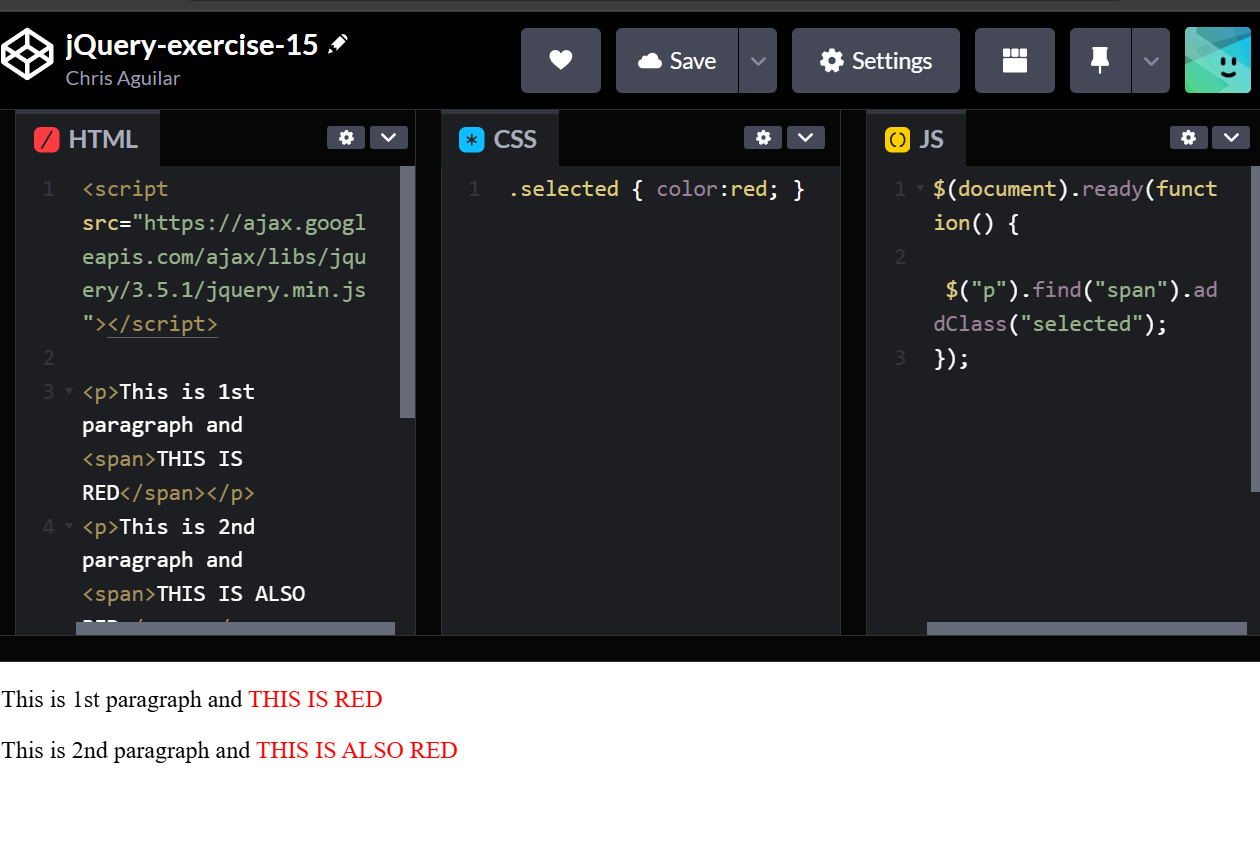 jQuery-exercise-15
Chris Aguilar
Save
Settings
HTML
1 <script
src="https://ajax.googl
eapis.com/ajax/libs/jqu
ery/3.5.1/jquery.min.js
"></script>
2
3 <p>This is 1st
paragraph and
<span>THIS IS
RED</span></p>
4 <p>This is 2nd
paragraph and
<span>THIS IS ALSO
CSS
1 .selected { color:red; }
JS
1 $(document).ready(funct
ion() {
2
$("p").find("span").ad
dClass("selected");
3 });
This is 1st paragraph and THIS IS RED
This is 2nd paragraph and THIS IS ALSO RED